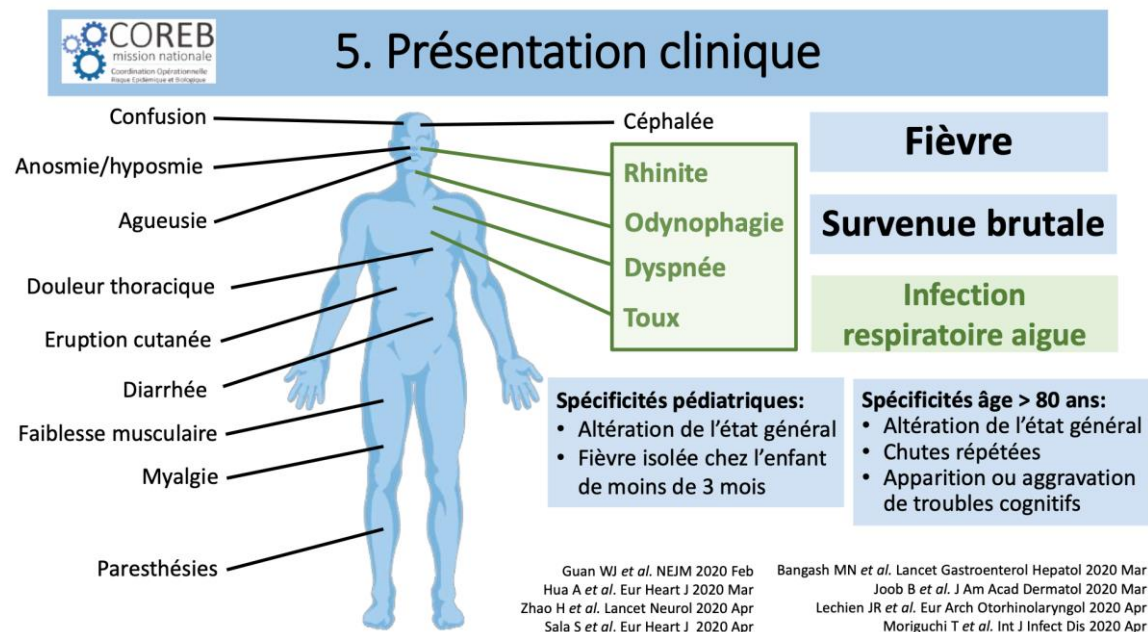 COREB
mission nationale
Coordination Opérationnelle
Risque Epidémique et Biologique
5. Présentation clinique
Confusion
Anosmie/hyposmie
Agueusie
Douleur thoracique
Eruption cutanée
Diarrhée
Faiblesse musculaire
Myalgie
Paresthésies
Céphalée
Rhinite
Odynophagie
Dyspnée
Toux
Fièvre
Survenue brutale
Infection
respiratoire aigue
Spécificités pédiatriques:
• Altération de l'état général
• Fièvre isolée chez l'enfant
de moins de 3 mois
Spécificités âge > 80 ans:
• Altération de l'état général
• Chutes répétées
• Apparition ou aggravation
de troubles cognitifs
Guan WJ et al. NEJM 2020 Feb
Hua A et al. Eur Heart J 2020 Mar
Zhao H et al. Lancet Neurol 2020 Apr
Sala S et al. Eur Heart J 2020 Apr
Bangash MN et al. Lancet Gastroenterol Hepatol 2020 Mar
Joob B et al. J Am Acad Dermatol 2020 Mar
Lechien JR et al. Eur Arch Otorhinolaryngol 2020 Apr
Moriguchi T et al. Int J Infect Dis 2020 Apr